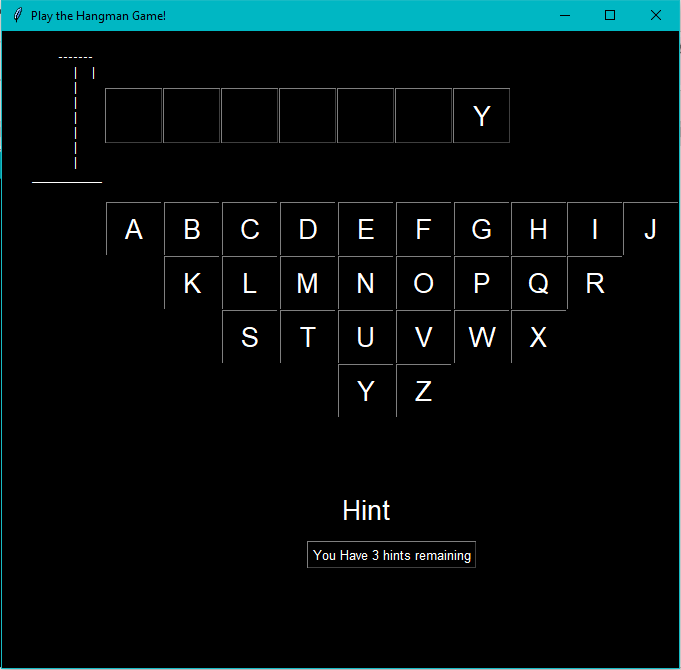 Play the Hangman Game!
Y
A B C D E F G H I J
K L M N O P Q R
S T U V W X
Y Z
Hint
You Have 3 hints remaining